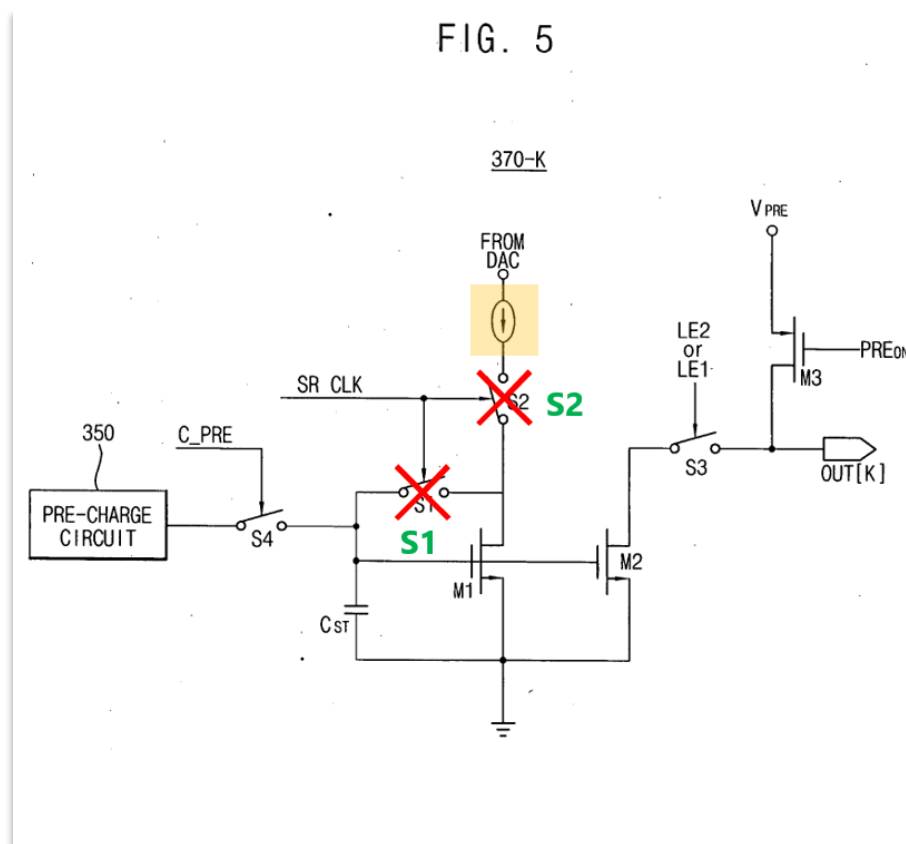 FIG. 5
370-K
VPRE
FROM
DAC
LE2
or
LE1
PREON
M3
SR CLK
S2
S2
350
C_PRE
S3
OUT[K]
PRE-CHARGE
CIRCUIT
S4
S1
S1
M1
M2
CST